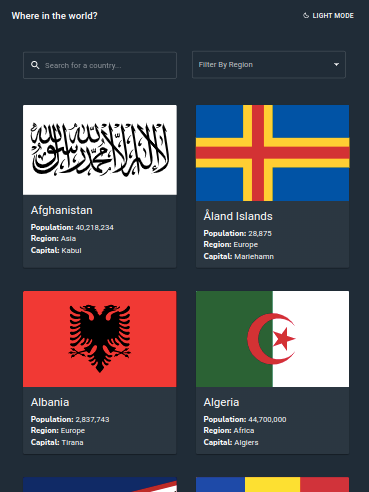 Where in the world?
LIGHT MODE
Search for a country...
Filter By Region
لا إله إلا الله محمد رسول الله
Afghanistan
Population: 40,218,234
Region: Asia
Capital: Kabul
Åland Islands
Population: 28,875
Region: Europe
Capital: Mariehamn
Albania
Population: 2,837,743
Region: Europe
Capital: Tirana
Algeria
Population: 44,700,000
Region: Africa
Capital: Algiers